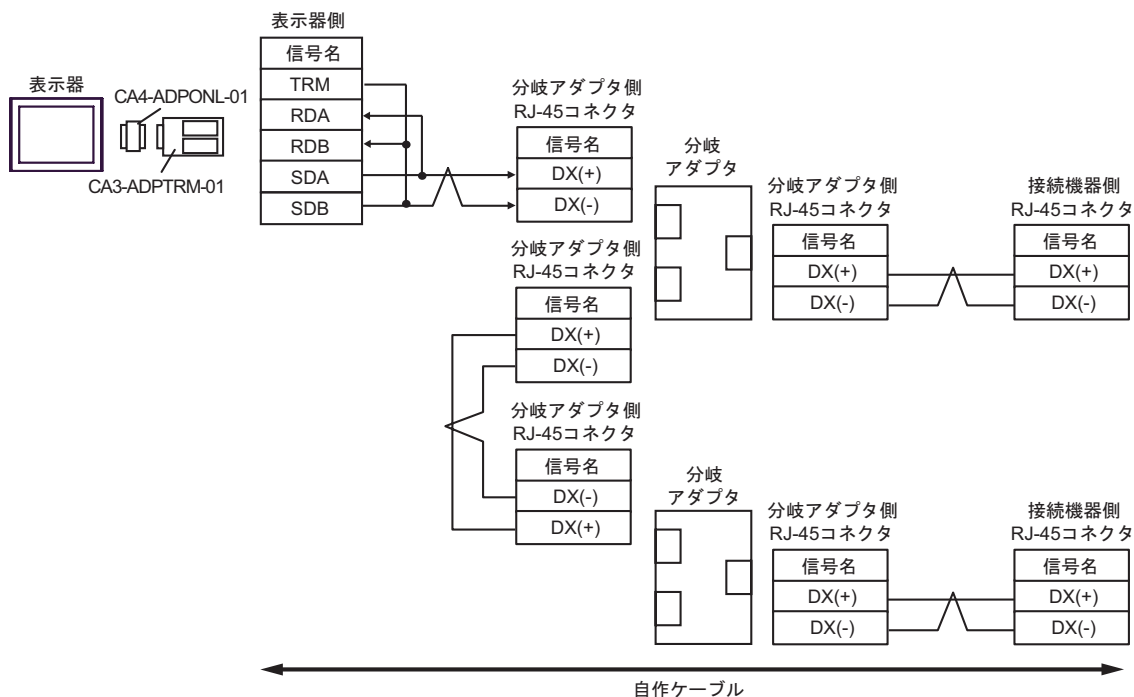 表示器
CA4-ADPONL-01
CA3-ADPTRM-01
表示器側
信号名
TRM
RDA
RDB
SDA
SDB
分岐アダプタ側
RJ-45コネクタ
信号名
DX(+)
DX(-)
分岐
アダプタ
分岐アダプタ側
RJ-45コネクタ
信号名
DX(+)
DX(-)
接続機器側
RJ-45コネクタ
信号名
DX(+)
DX(-)
分岐アダプタ側
RJ-45コネクタ
信号名
DX(+)
DX(-)
分岐アダプタ側
RJ-45コネクタ
信号名
DX(-)
DX(+)
分岐
アダプタ
分岐アダプタ側
RJ-45コネクタ
信号名
DX(+)
DX(-)
接続機器側
RJ-45コネクタ
信号名
DX(+)
DX(-)
自作ケーブル